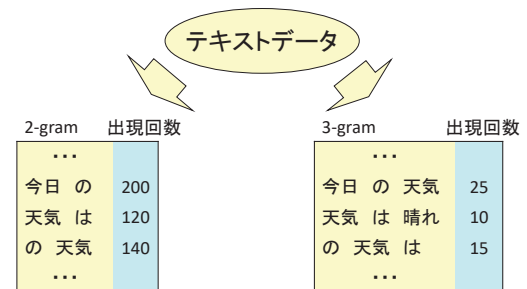 テキストデータ
2-gram 出現回数
・・・
今日 の 200
天気 は 120
の 天気 140
・・・
3-gram 出現回数
・・・
今日 の 天気 25
天気 は 晴れ 10
の 天気 は 15
・・・